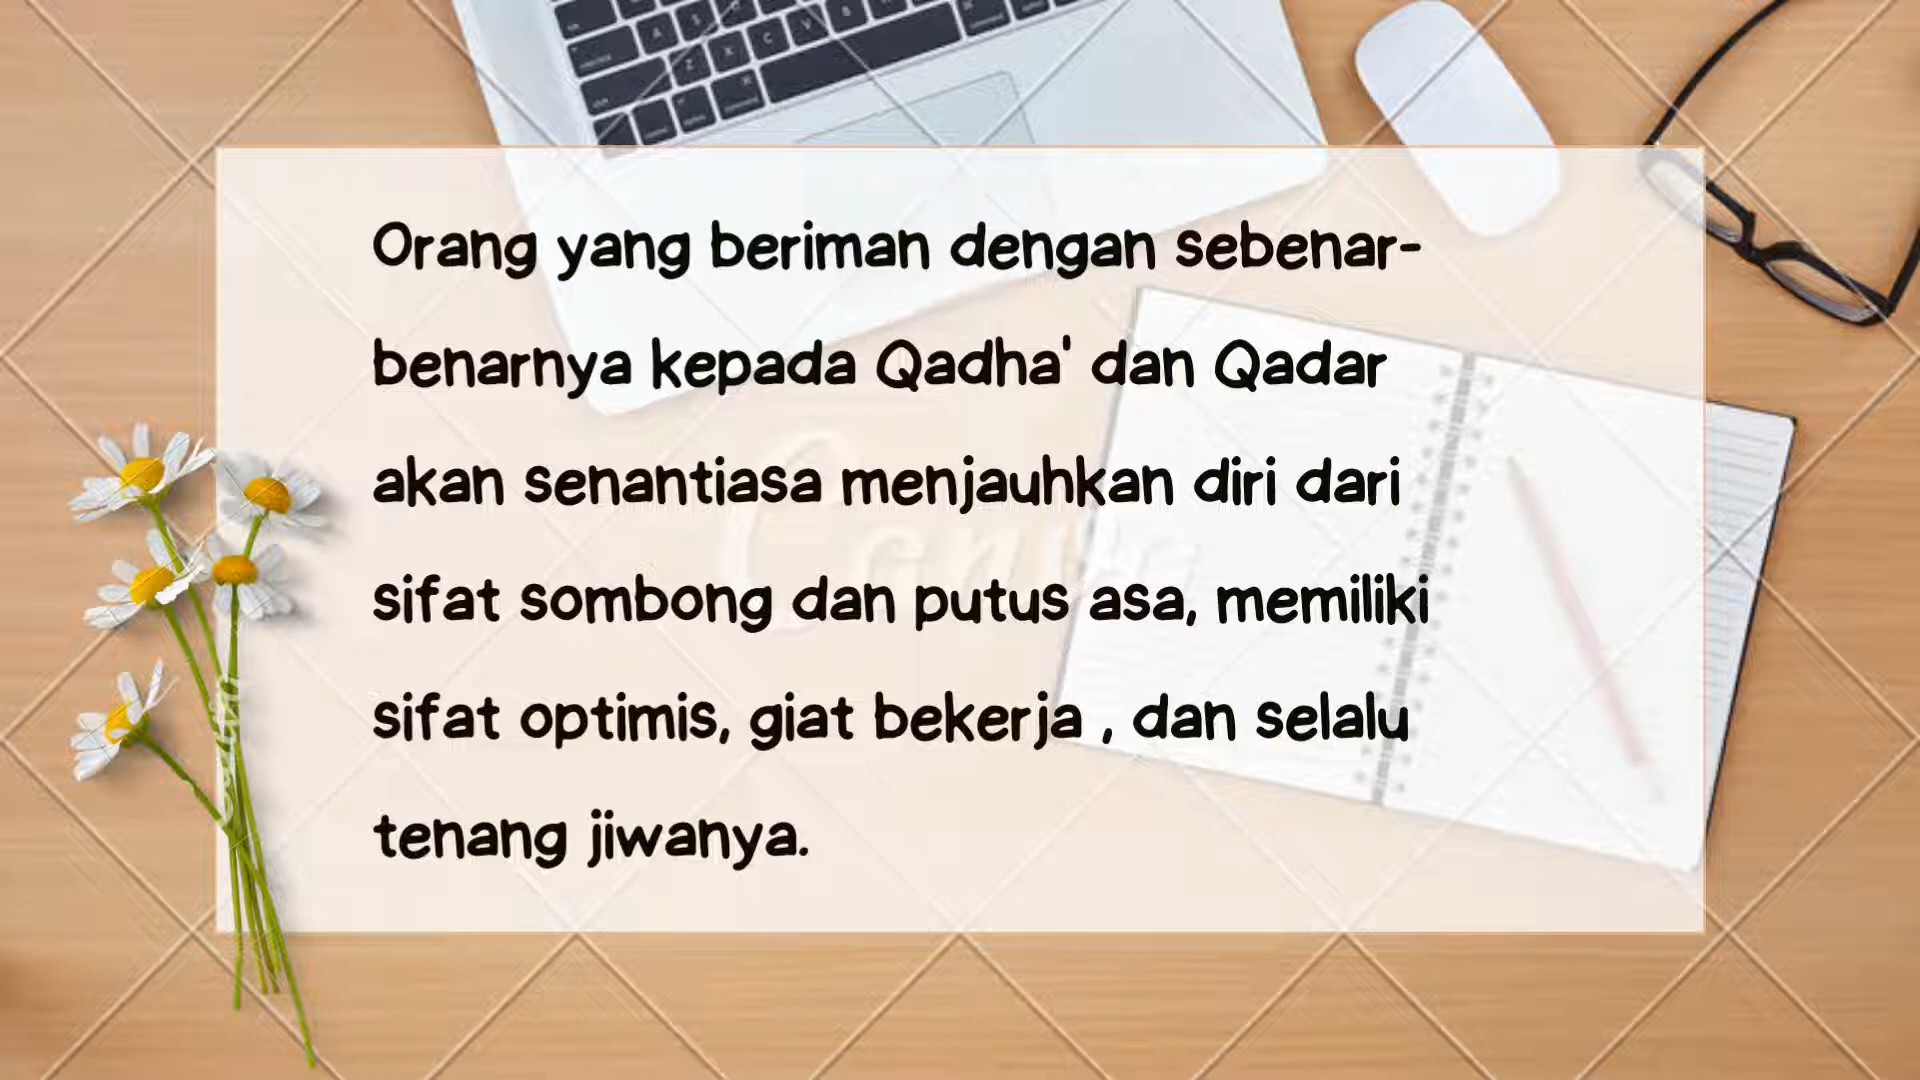 Orang yang beriman dengan sebenar-
benarnya kepada Qadha' dan Qadar
akan senantiasa menjauhkan diri dari
sifat sombong dan putus asa, memiliki
sifat optimis, giat bekerja , dan selalu
tenang jiwanya.
Canva